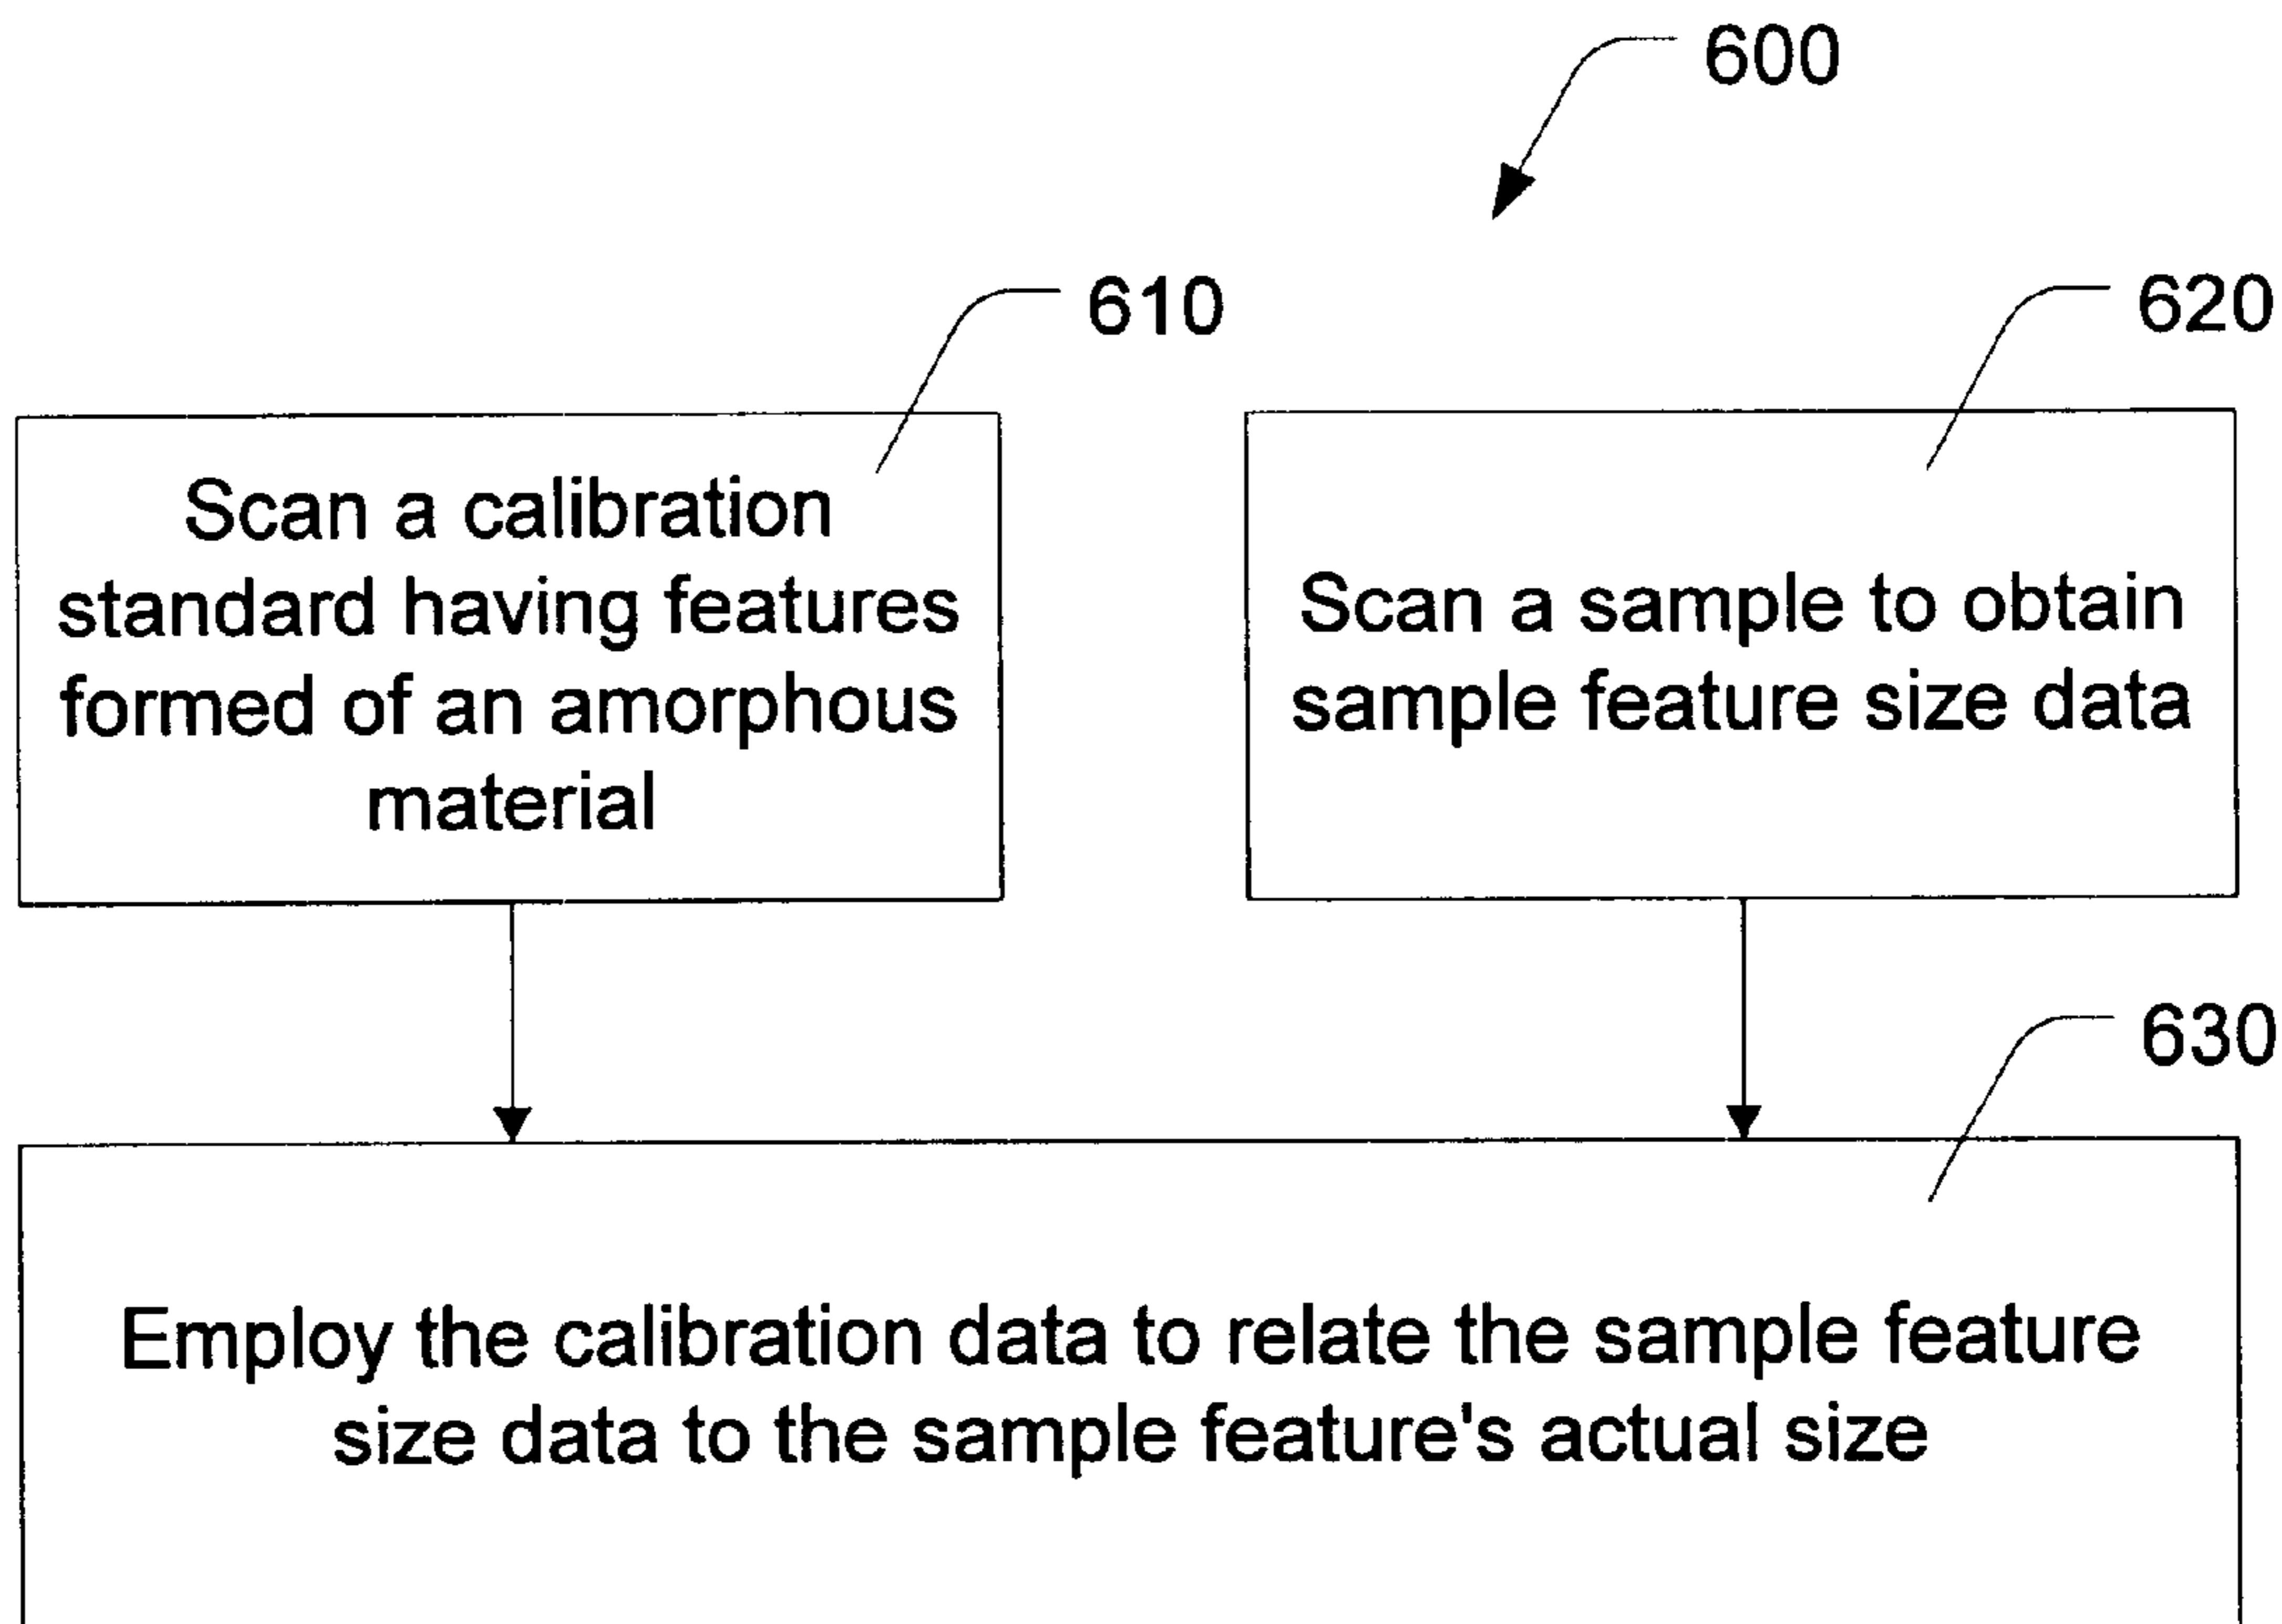 600
610
620
Scan a calibration
standard having features
formed of an amorphous
material
Scan a sample to obtain
sample feature size data
630
Employ the calibration data to relate the sample feature
size data to the sample feature's actual size